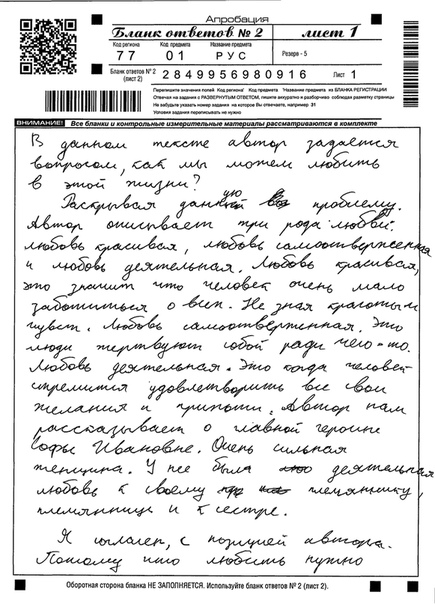 Апробация
Бланк ответов № 2 лист 1
Код региона Код предмета Название предмета
77 01 РУС Резерв - 5
Бланк ответов № 2 (лист 2) 2849956980916 Лист 1
Перепишите значения полей "Код региона", "Код предмета", "Название предмета" из БЛАНКА РЕГИСТРАЦИИ
Отвечая на задания с РАЗВЕРНУТЫМ ОТВЕТОМ, пишите аккуратно и разборчиво, соблюдая разметку страницы
Не забудьте указать номер задания, на которое Вы отвечаете, например 31
Условия задания переписывать не нужно
ВНИМАНИЕ! Все бланки и контрольные измерительные материалы рассматриваются в комплекте
В данном тексте автор задаётся
вопросом, как мы можем любить
в этой жизни?
Раскрывая данную проблему.
Автор описывает три рода любви.
любовь красивая, любовь самоотверженная
и любовь деятельная. Любовь красивая,
это значит что человек очень мало
заботиться о всеп. Не зная красотый
чувств. Любовь самоотверженная. Это
люди жертвуют собой ради чего-то.
Любовь деятельная. Это когда человек
стремится удовлетворить все свои
желания и прихоти. Автор нам
рассказывает о главной героине
Софье Ивановне. Очень сильная
женщина. У нее была деятельная
любовь к своему племяннику,
племяннице и к сестре.
Я согласен, с позицией автора.
Потому что любить нужно
Оборотная сторона бланка НЕ ЗАПОЛНЯЕТСЯ. Используйте бланк ответов № 2 (лист 2).